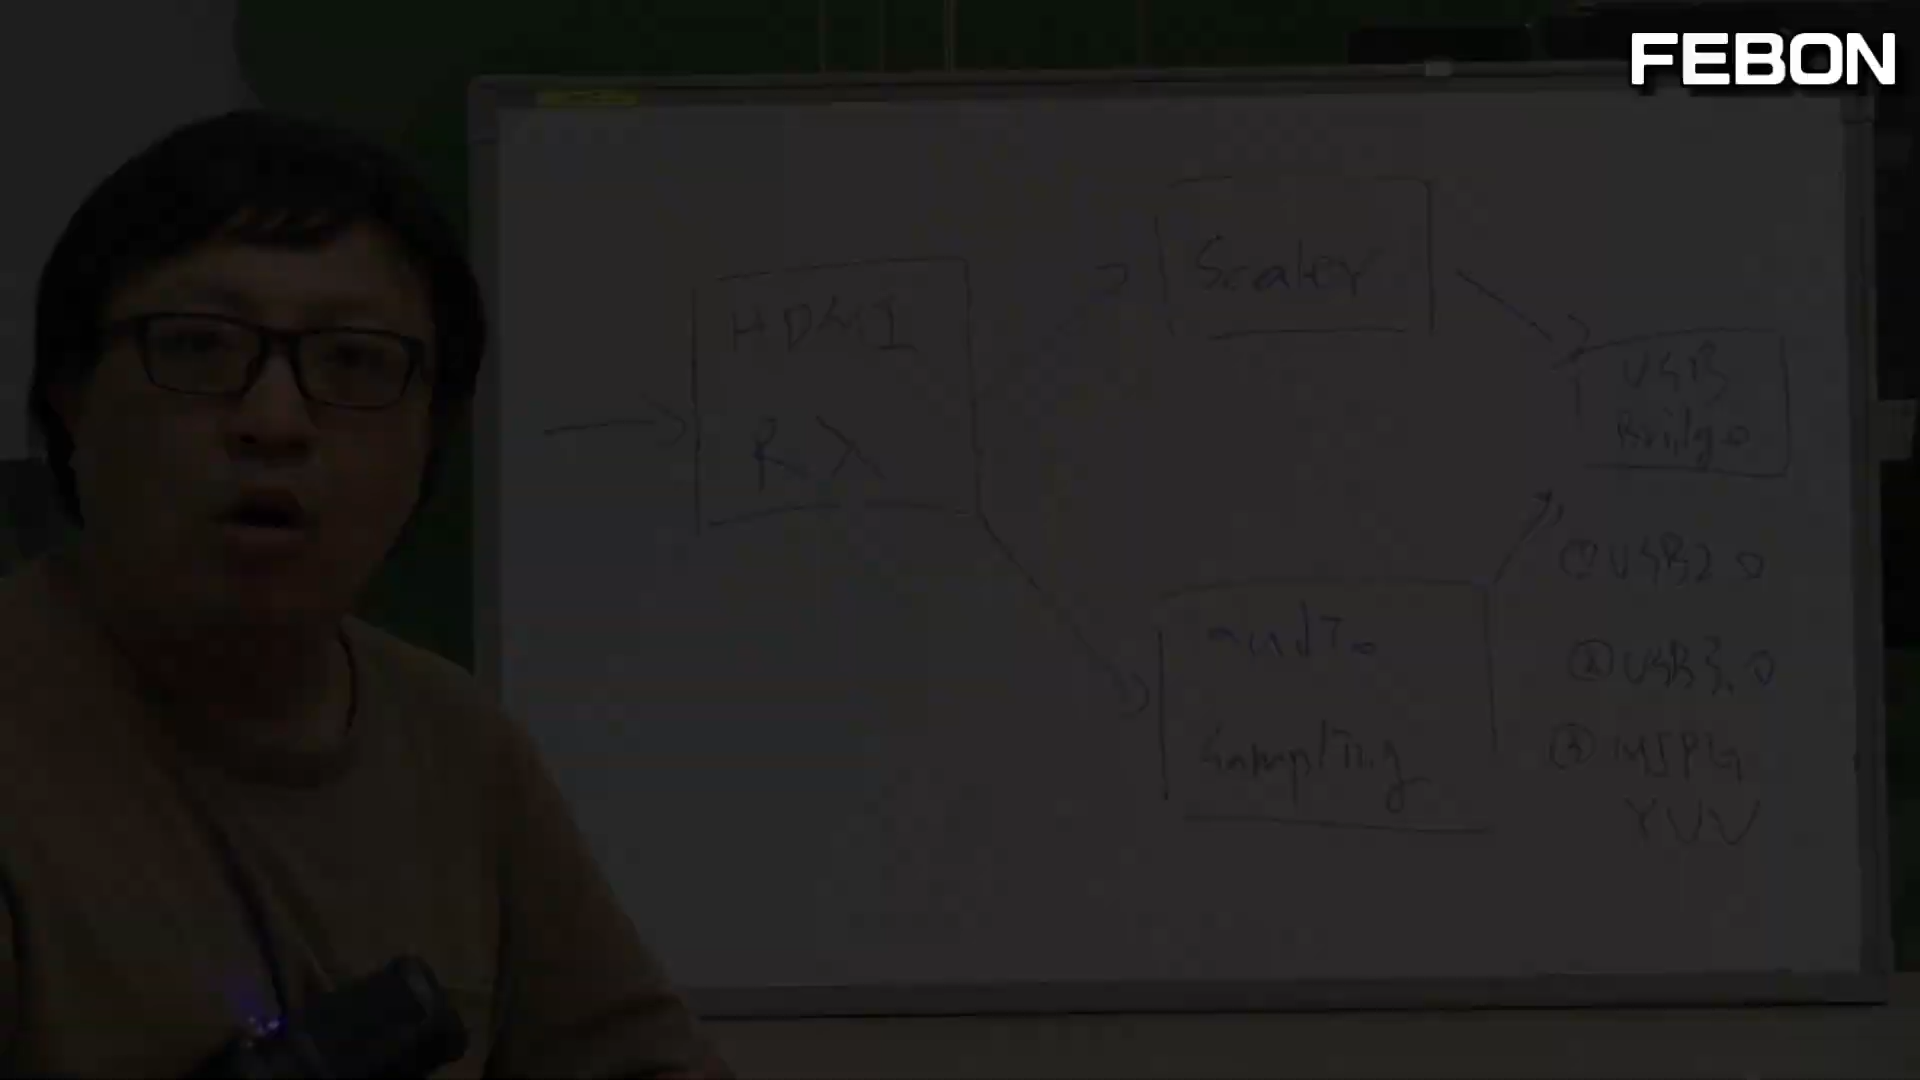 FEBON
HDMI
RX
Scaler
USB
Bridge
① USB2.0
② USB3.0
③ MJPG
YUV
audio
Sampling